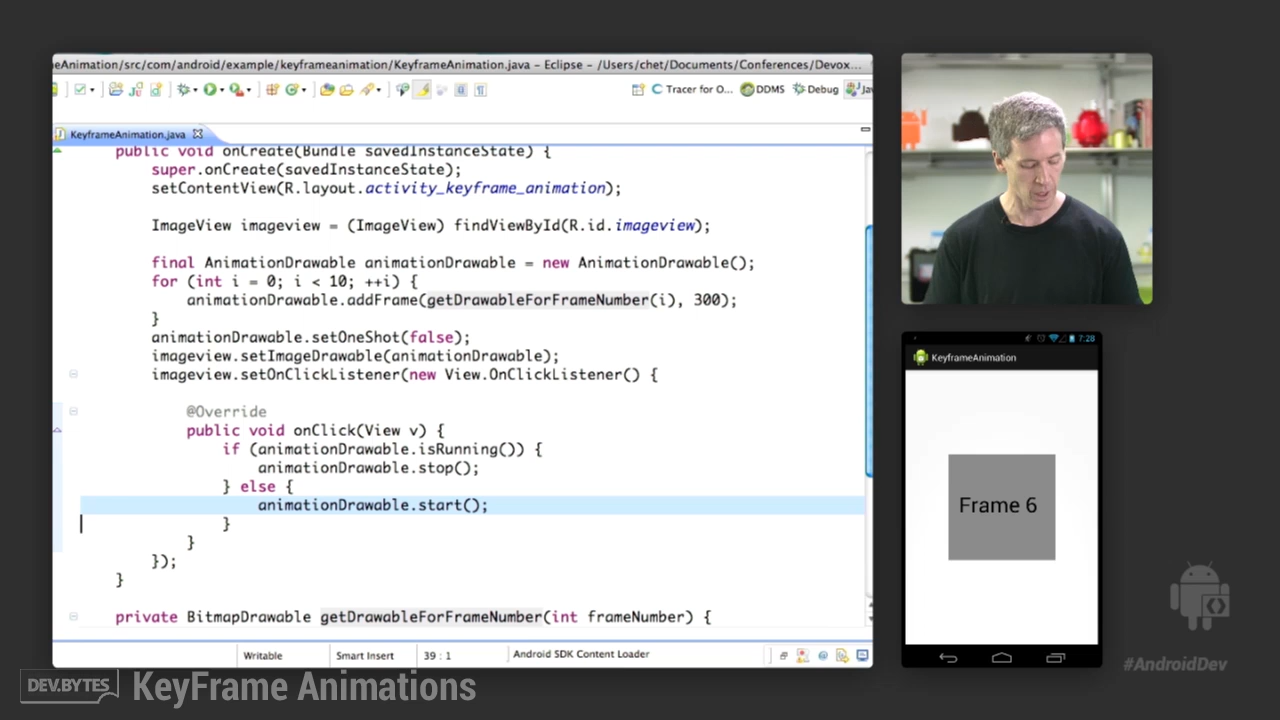 eAnimation/src/com/android/example/keyframeanimation/KeyframeAnimation.java - Eclipse - /Users/chet/Documents/Conferences/Devox...
Tracer for O... DDMS Debug Jav
KeyframeAnimation.java
public void onCreate(Bundle savedInstanceState) {
super.onCreate(savedInstanceState);
setContentView(R.layout.activity_keyframe_animation);
ImageView imageview = (ImageView) findViewById(R.id.imageview);
final AnimationDrawable animationDrawable = new AnimationDrawable();
for (int i = 0; i < 10; ++i) {
animationDrawable.addFrame(getDrawableForFrameNumber(i), 300);
}
animationDrawable.setOneShot(false);
imageview.setImageDrawable(animationDrawable);
imageview.setOnClickListener(new View.OnClickListener() {
@Override
public void onClick(View v) {
if (animationDrawable.isRunning()) {
animationDrawable.stop();
} else {
animationDrawable.start();
}
}
});
}
private BitmapDrawable getDrawableForFrameNumber(int frameNumber) {
Writable Smart Insert 39 : 1 Android SDK Content Loader
7:28
KeyframeAnimation
Frame 6
#AndroidDev
DEV.BYTES KeyFrame Animations